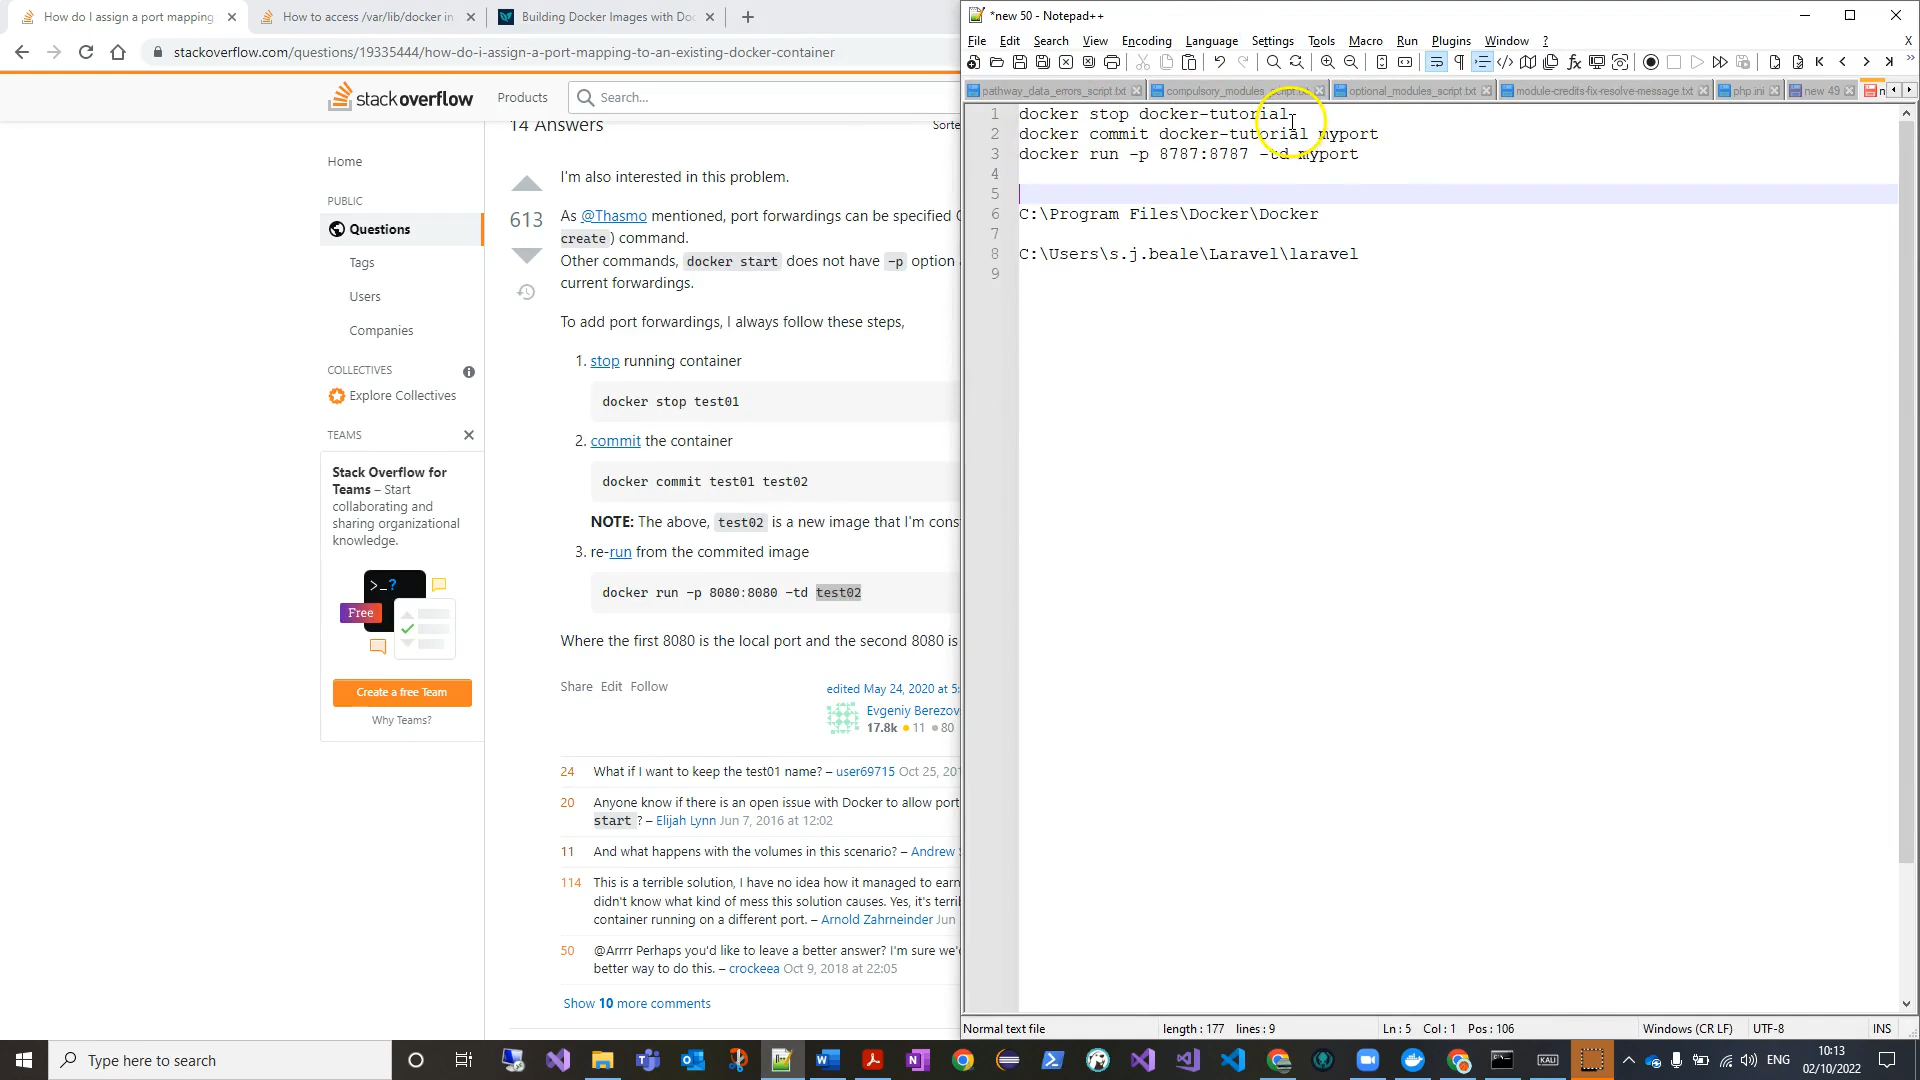 How do I assign a port mapping
How to access /var/lib/docker in
Building Docker Images with Doc
stackoverflow.com/questions/19335444/how-do-i-assign-a-port-mapping-to-an-existing-docker-container
stackoverflow
Products
Search...
Home
PUBLIC
Questions
Tags
Users
Companies
COLLECTIVES
Explore Collectives
TEAMS
Stack Overflow for
Teams – Start
collaborating and
sharing organizational
knowledge.
>_?
Free
Create a free Team
Why Teams?
14 Answers
Sorte
613
I'm also interested in this problem.
As @Thasmo mentioned, port forwardings can be specified
create ) command.
Other commands, docker start does not have -p option
current forwardings.
To add port forwardings, I always follow these steps,
1. stop running container
docker stop test01
2. commit the container
docker commit test01 test02
NOTE: The above, test02 is a new image that I'm cons
3. re-run from the commited image
docker run -p 8080:8080 -td test02
Where the first 8080 is the local port and the second 8080 is
Share Edit Follow
edited May 24, 2020 at 5:
Evgeniy Berezov
17.8k 11 80
24 What if I want to keep the test01 name? – user69715 Oct 25, 201
20 Anyone know if there is an open issue with Docker to allow port
start ? – Elijah Lynn Jun 7, 2016 at 12:02
11 And what happens with the volumes in this scenario? – Andrew
114 This is a terrible solution, I have no idea how it managed to earn
didn't know what kind of mess this solution causes. Yes, it's terri
container running on a different port. – Arnold Zahrneinder Jun
50 @Arrrr Perhaps you'd like to leave a better answer? I'm sure we'
better way to do this. – crockeea Oct 9, 2018 at 22:05
Show 10 more comments
*new 50 - Notepad++
File Edit Search View Encoding Language Settings Tools Macro Run Plugins Window ? X
pathway_data_errors_script.txt compulsory_modules_script.txt optional_modules_script.txt module-credits-fix-resolve-message.txt php.ini new 49 n
1 docker stop docker-tutorial
2 docker commit docker-tutorial myport
3 docker run -p 8787:8787 -td myport
4
5
6 C:\Program Files\Docker\Docker
7
8 C:\Users\s.j.beale\Laravel\laravel
9
Normal text file length : 177 lines : 9 Ln : 5 Col : 1 Pos : 106 Windows (CR LF) UTF-8 INS
Type here to search
KALI
ENG
10:13
02/10/2022